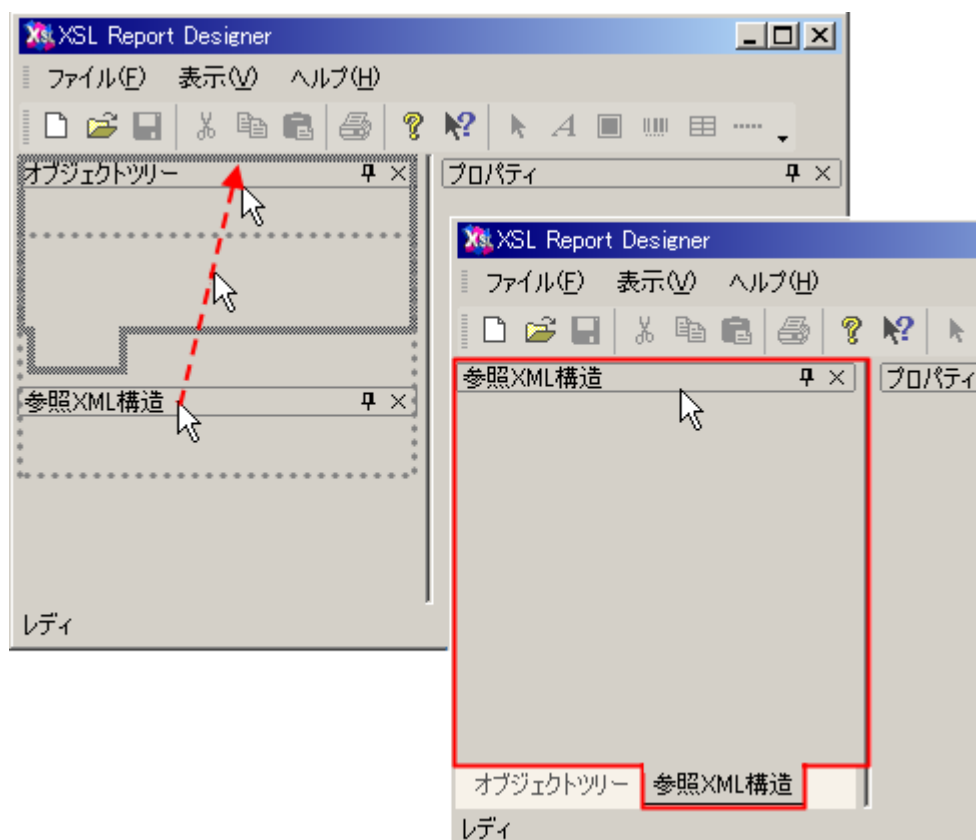 XSL Report Designer
ファイル(F) 表示(V) ヘルプ(H)
オブジェクトツリー
プロパティ
参照XML構造
レディ
XSL Report Designer
ファイル(F) 表示(V) ヘルプ(H)
参照XML構造
プロパティ
オブジェクトツリー
参照XML構造
レディ